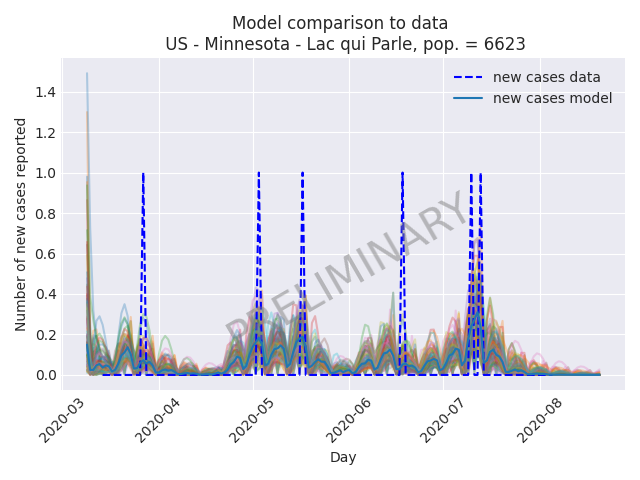 Model comparison to data
US - Minnesota - Lac qui Parle, pop. = 6623
new cases data
new cases model
1.4
1.2
1.0
0.8
0.6
0.4
0.2
0.0
Number of new cases reported
PRELIMINARY
2020-03
2020-04
2020-05
2020-06
2020-07
2020-08
Day